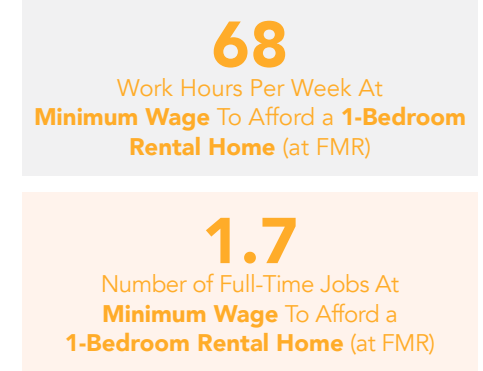 68
Work Hours Per Week At
Minimum Wage To Afford a 1-Bedroom
Rental Home (at FMR)
1.7
Number of Full-Time Jobs At
Minimum Wage To Afford a
1-Bedroom Rental Home (at FMR)